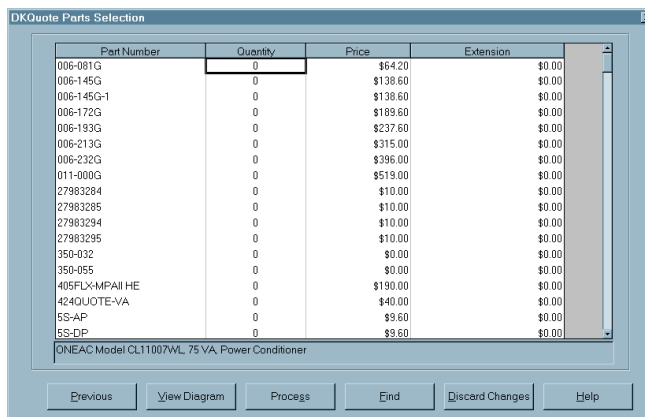 DKQuote Parts Selection
Part Number Quantity Price Extension
006-081G 0 $64.20 $0.00
006-145G 0 $138.60 $0.00
006-145G-1 0 $138.60 $0.00
006-172G 0 $189.60 $0.00
006-193G 0 $237.60 $0.00
006-213G 0 $315.00 $0.00
006-232G 0 $396.00 $0.00
011-000G 0 $519.00 $0.00
27983284 0 $10.00 $0.00
27983285 0 $10.00 $0.00
27983294 0 $10.00 $0.00
27983295 0 $10.00 $0.00
350-032 0 $0.00 $0.00
350-055 0 $0.00 $0.00
405FLX-MPAII HE 0 $190.00 $0.00
424QUOTE-VA 0 $40.00 $0.00
5S-AP 0 $9.60 $0.00
5S-DP 0 $9.60 $0.00
ONEAC Model CL11007WL, 75 VA, Power Conditioner
Previous View Diagram Process Find Discard Changes Help